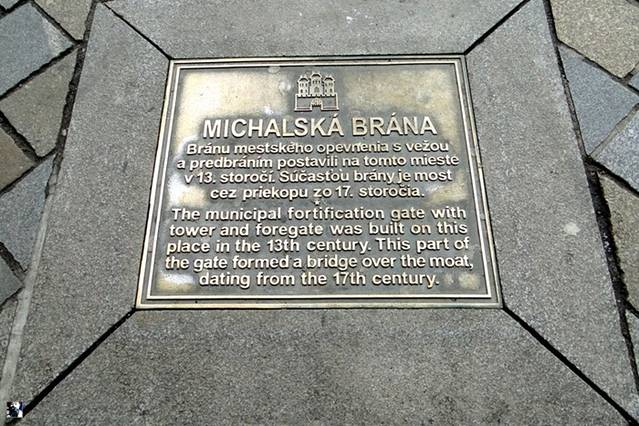 MICHALSKÁ BRÁNA
Bránu mestského opevnenia s vežou
a predbráním postavili na tomto mieste
v 13. storočí. Súčasťou brány je most
cez priekopu zo 17. storočia.
The municipal fortification gate with
tower and foregate was built on this
place in the 13th century. This part of
the gate formed a bridge over the moat,
dating from the 17th century.